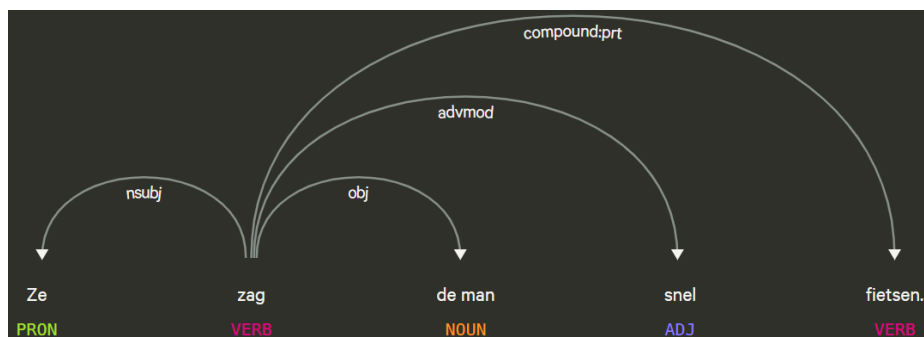 compound:prt
advmod
nsubj obj
Ze zag de man snel fietsen.
PRON VERB NOUN ADJ VERB